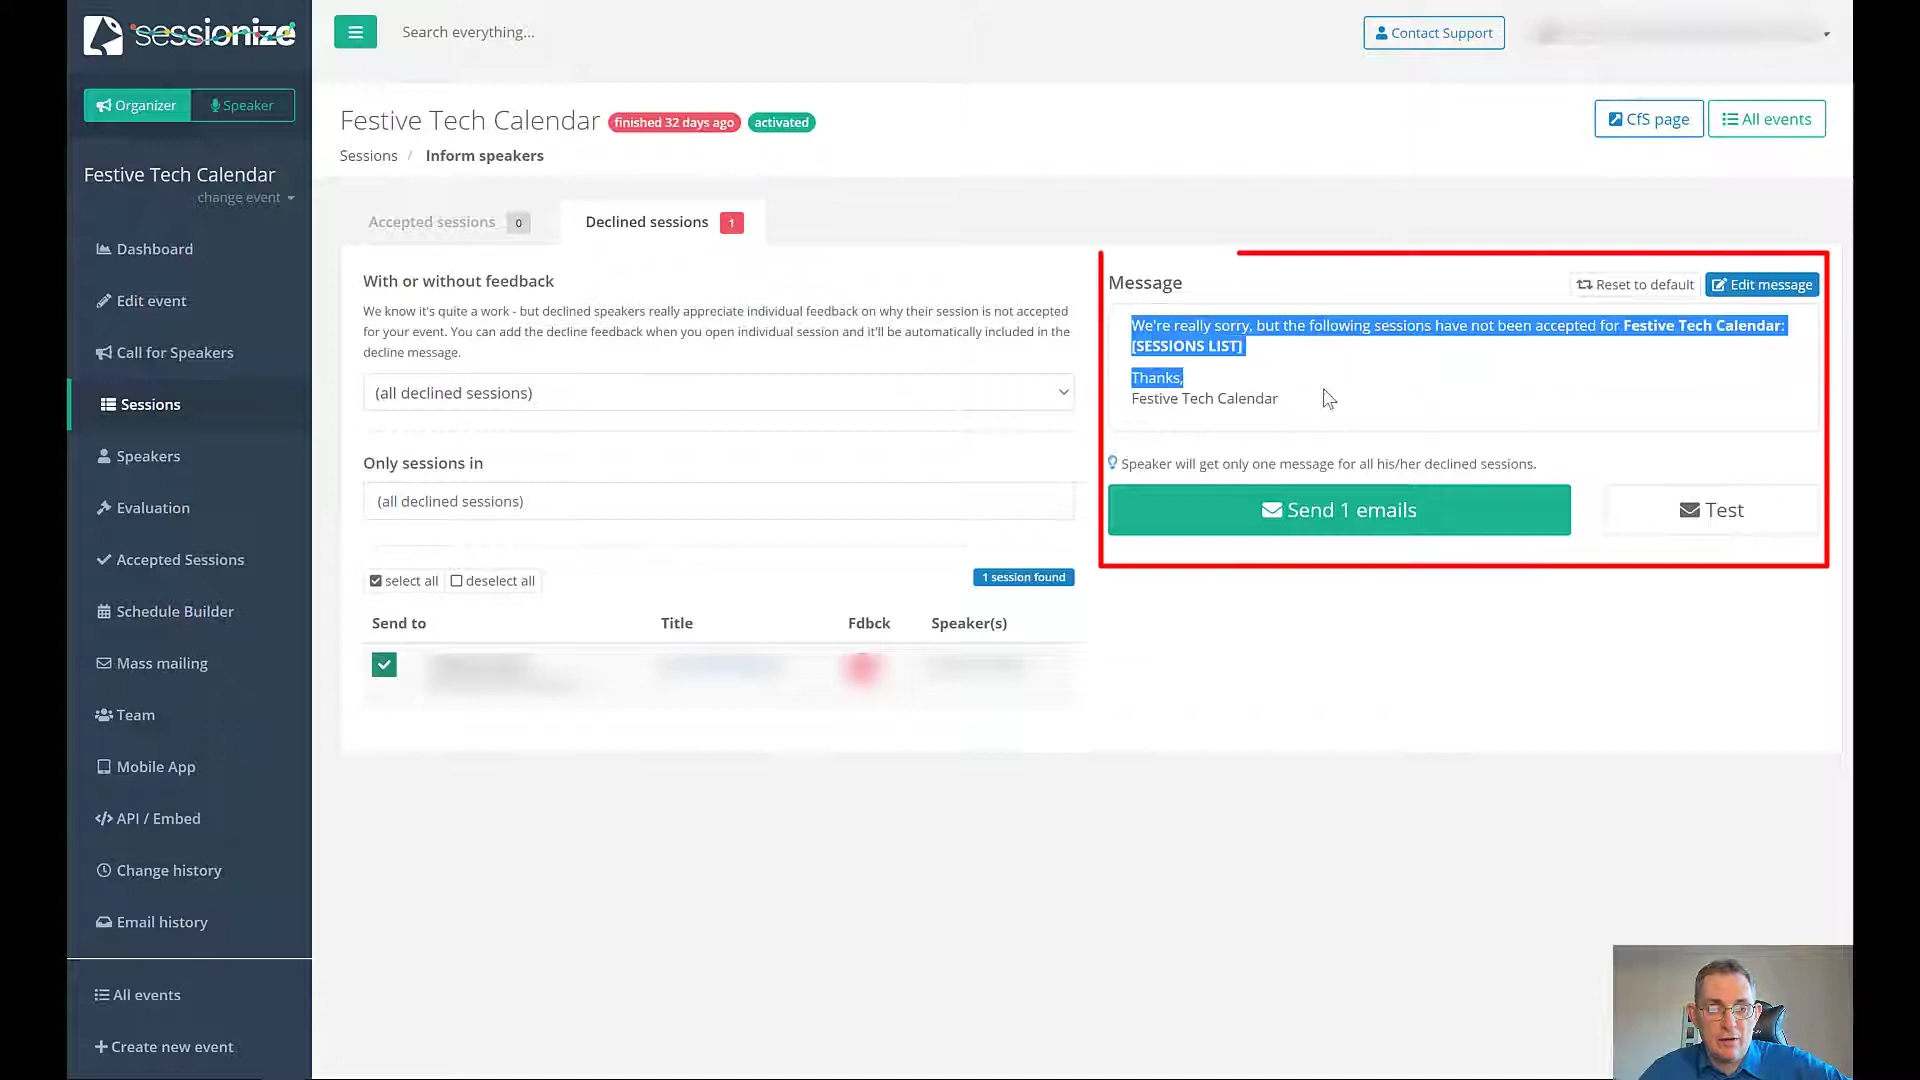 sessionize
Search everything...
Contact Support
Organizer
Speaker
Festive Tech Calendar
change event
Dashboard
Edit event
Call for Speakers
Sessions
Speakers
Evaluation
Accepted Sessions
Schedule Builder
Mass mailing
Team
Mobile App
API / Embed
Change history
Email history
All events
Create new event
Festive Tech Calendar finished 32 days ago activated
CfS page
All events
Sessions / Inform speakers
Accepted sessions 0
Declined sessions 1
With or without feedback
We know it's quite a work - but declined speakers really appreciate individual feedback on why their session is not accepted
for your event. You can add the decline feedback when you open individual session and it'll be automatically included in the
decline message.
(all declined sessions)
Only sessions in
(all declined sessions)
select all
deselect all
1 session found
Send to Title Fdbck Speaker(s)
Message
Reset to default
Edit message
We're really sorry, but the following sessions have not been accepted for Festive Tech Calendar:
[SESSIONS LIST]
Thanks,
Festive Tech Calendar
Speaker will get only one message for all his/her declined sessions.
Send 1 emails
Test